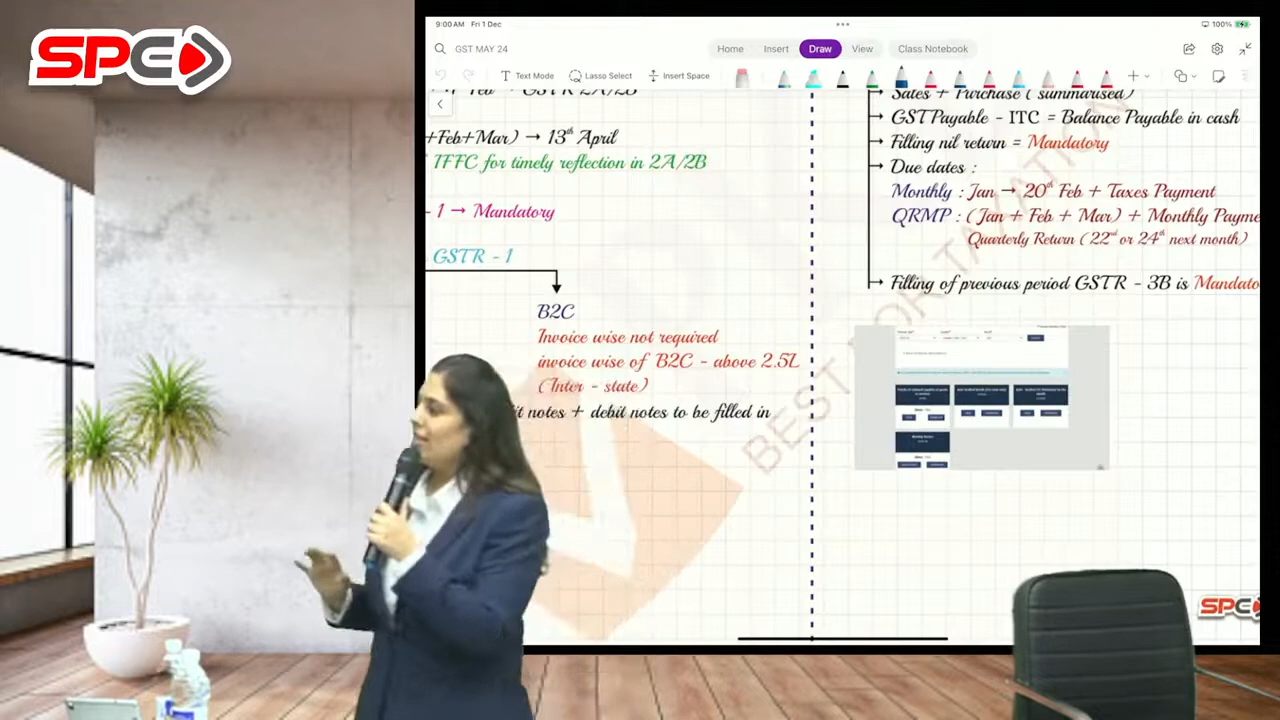 SPE
9:00 AM Fri 1 Dec
100%
GST MAY 24
Home Insert Draw View Class Notebook
Text Mode Lasso Select Insert Space
GSTR 2A/2B
+Feb+Mar) → 13th April
IFFC for timely reflection in 2A/2B
- 1 → Mandatory
GSTR - 1
B2C
Invoice wise not required
invoice wise of B2C - above 2.5L
(Inter - state)
notes + debit notes to be filled in
Sales + Purchase ( summarised)
GST Payable - ITC = Balance Payable in cash
Filling nil return = Mandatory
Due dates :
Monthly : Jan → 20th Feb + Taxes Payment
QRMP : ( Jan + Feb + Mar) + Monthly Payme
Quarterly Return ( 22nd or 24th next month)
Filling of previous period GSTR - 3B is Mandato
BEST FOR TAXATION
SPE